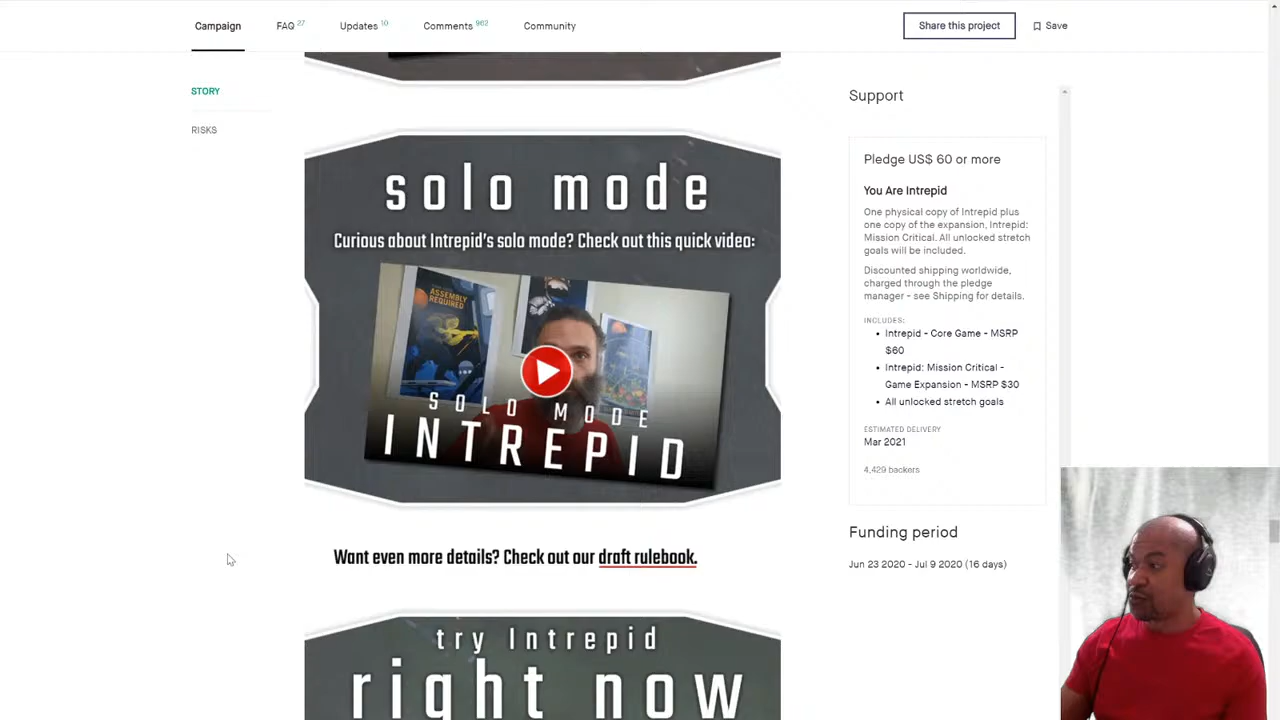 Campaign
FAQ 27
Updates 10
Comments 962
Community
Share this project
Save
STORY
RISKS
solo mode
Curious about Intrepid's solo mode? Check out this quick video:
ASSEMBLY
REQUIRED
SOLO MODE
INTREPID
Want even more details? Check out our draft rulebook.
try Intrepid
right now
Support
Pledge US$ 60 or more
You Are Intrepid
One physical copy of Intrepid plus
one copy of the expansion, Intrepid:
Mission Critical. All unlocked stretch
goals will be included.
Discounted shipping worldwide,
charged through the pledge
manager - see Shipping for details.
INCLUDES:
• Intrepid - Core Game - MSRP
$60
• Intrepid: Mission Critical -
Game Expansion - MSRP $30
• All unlocked stretch goals
ESTIMATED DELIVERY
Mar 2021
4,429 backers
Funding period
Jun 23 2020 - Jul 9 2020 (16 days)